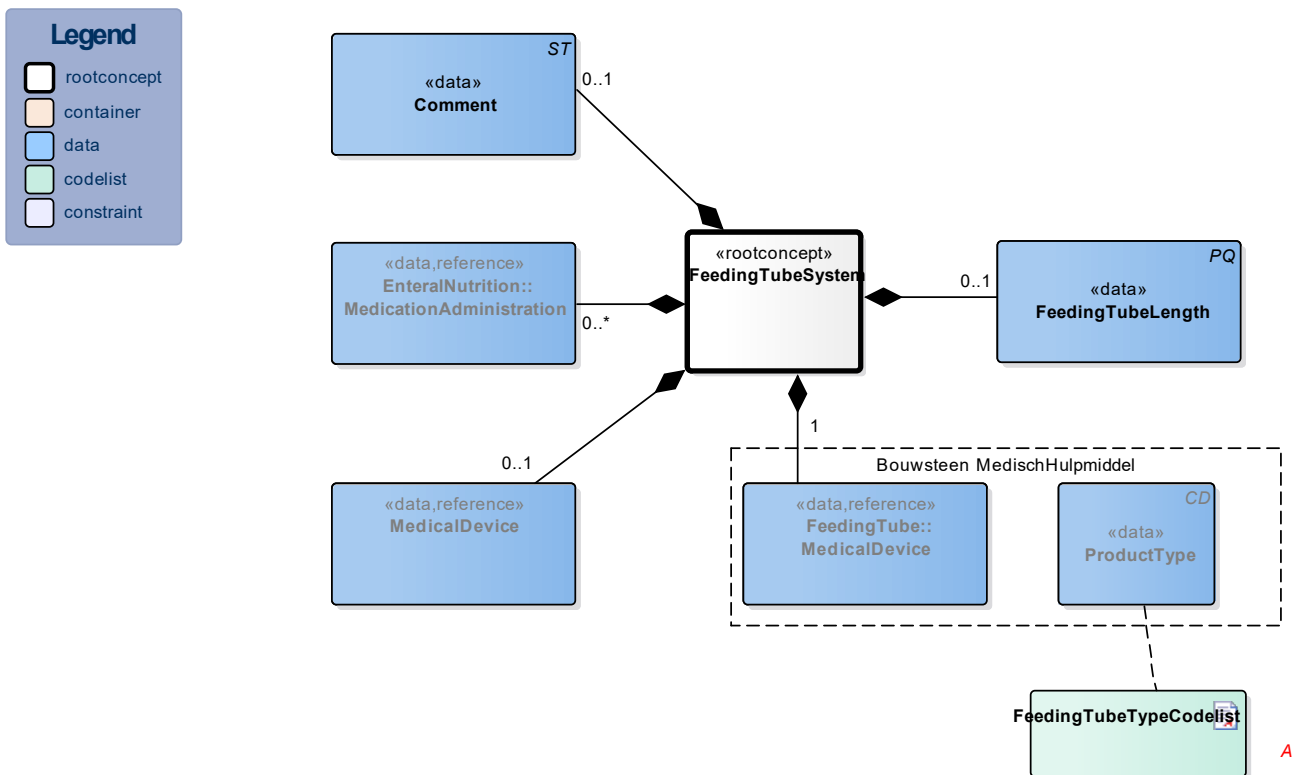 Legend
rootconcept
container
data
codelist
constraint
ST
«data»
Comment
0..1
«data,reference»
EnteralNutrition::
MedicationAdministration
0..*
«rootconcept»
FeedingTubeSystem
0..1
PQ
«data»
FeedingTubeLength
0..1
«data,reference»
MedicalDevice
1
Bouwsteen MedischHulpmiddel
«data,reference»
FeedingTube::
MedicalDevice
CD
«data»
ProductType
FeedingTubeTypeCodelist
A